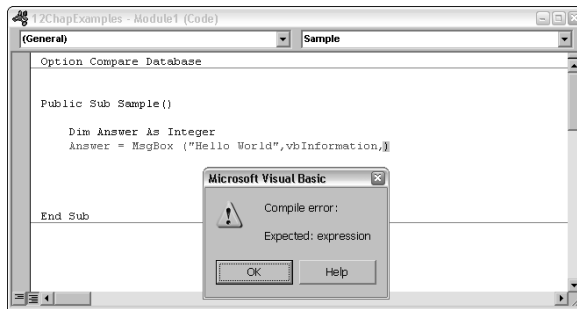 12ChapExamples - Module1 (Code)
(General) Sample
Option Compare Database
Public Sub Sample()
Dim Answer As Integer
Answer = MsgBox ("Hello World",vbInformation,)
End Sub
Microsoft Visual Basic
Compile error:
Expected: expression
OK Help